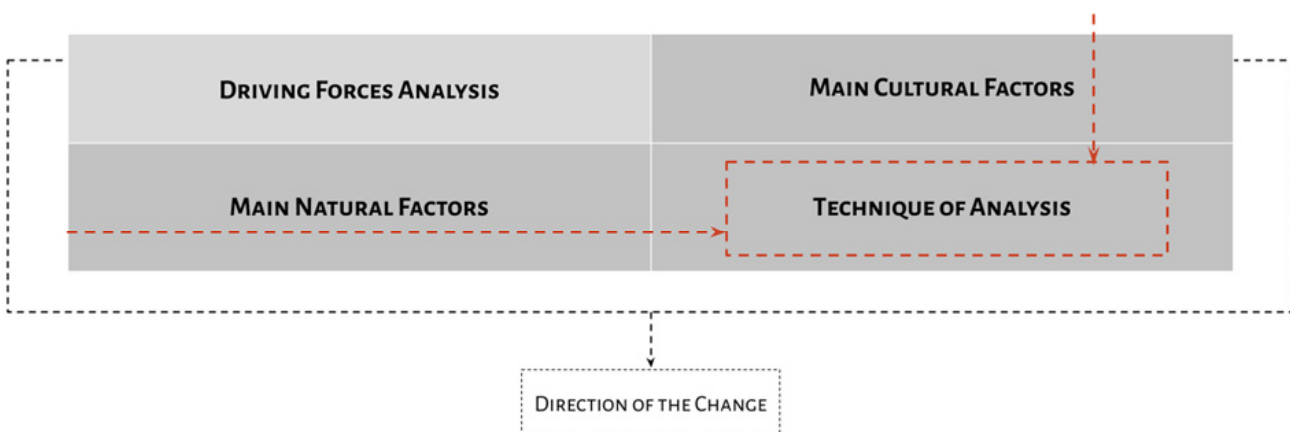 Driving Forces Analysis
Main Cultural Factors
Main Natural Factors
Technique of Analysis
Direction of the Change